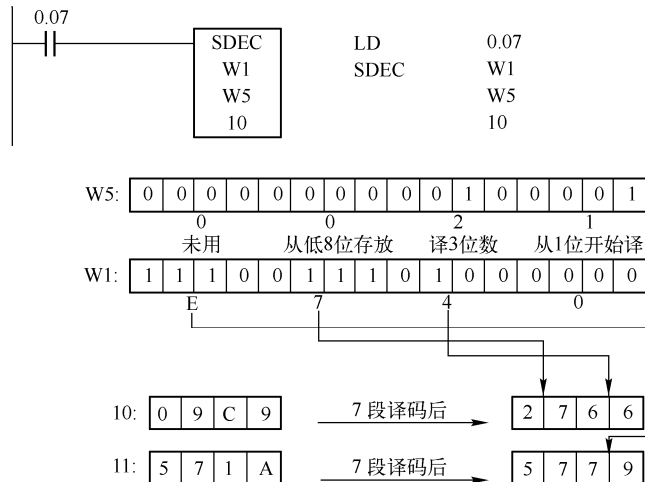 0.07
SDEC LD 0.07
W1 SDEC W1
W5 W5
10 10
W5: 0 0 0 0 0 0 0 0 0 0 1 0 0 0 0 1
0 0 2 1
未用 从低8位存放 译3位数 从1位开始译
W1: 1 1 1 0 0 1 1 1 0 1 0 0 0 0 0 0
E 7 4 0
10: 0 9 C 9 7 段译码后 2 7 6 6
11: 5 7 1 A 7 段译码后 5 7 7 9